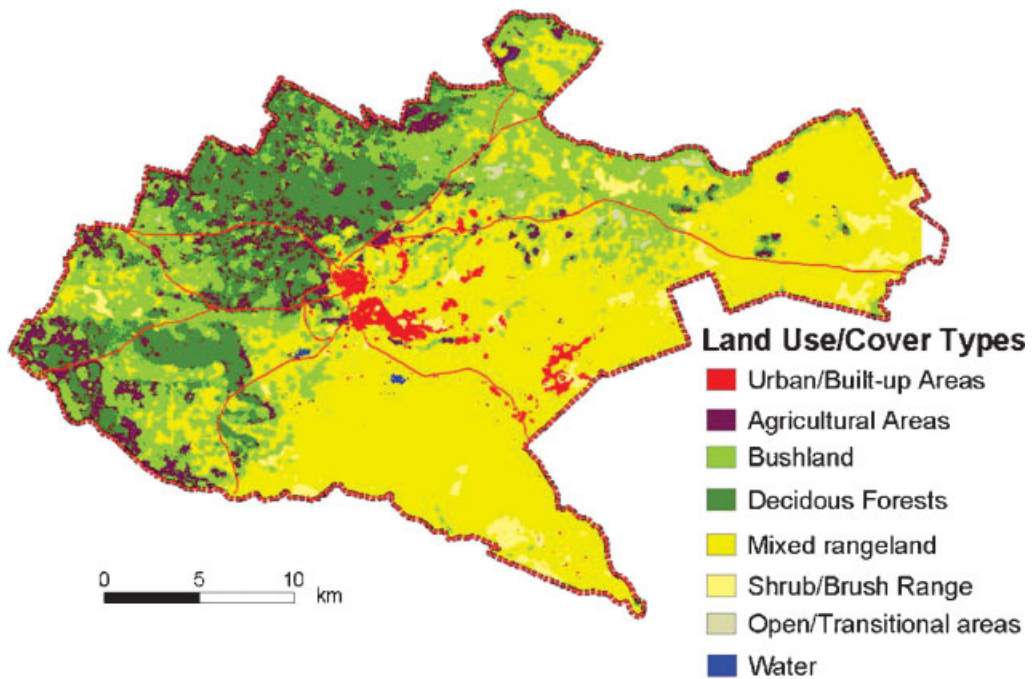 Land Use/Cover Types
Urban/Built-up Areas
Agricultural Areas
Bushland
Decidous Forests
Mixed rangeland
Shrub/Brush Range
Open/Transitional areas
Water
0 5 10
km